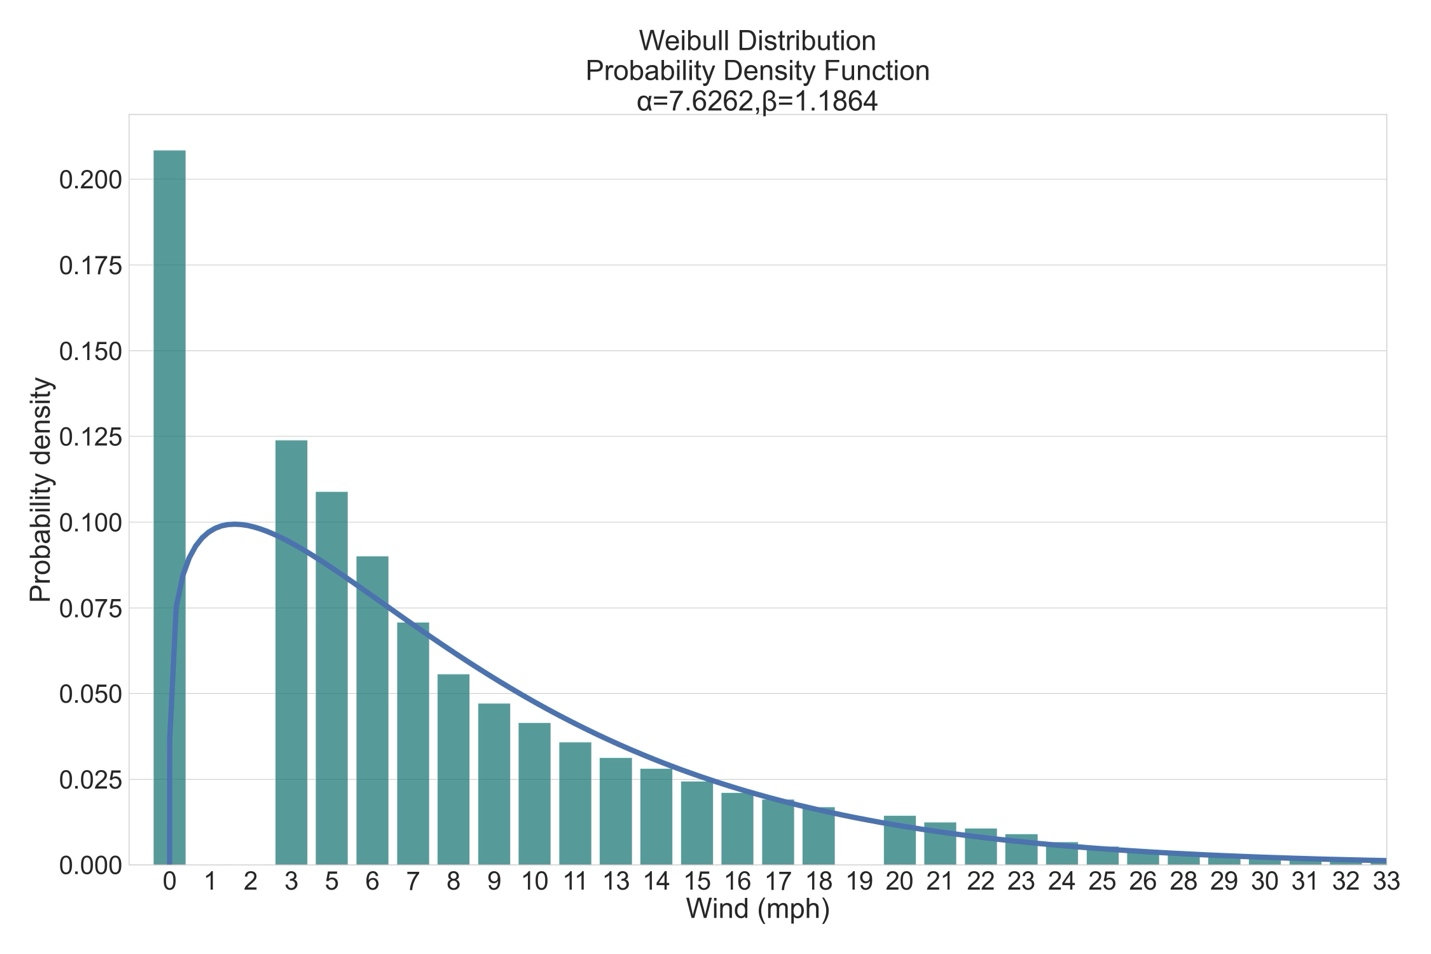 Weibull Distribution
Probability Density Function
α=7.6262,β=1.1864
0.200
0.175
0.150
0.125
0.100
0.075
0.050
0.025
0.000
Probability density
0 1 2 3 5 6 7 8 9 10 11 13 14 15 16 17 18 19 20 21 22 23 24 25 26 28 29 30 31 32 33
Wind (mph)